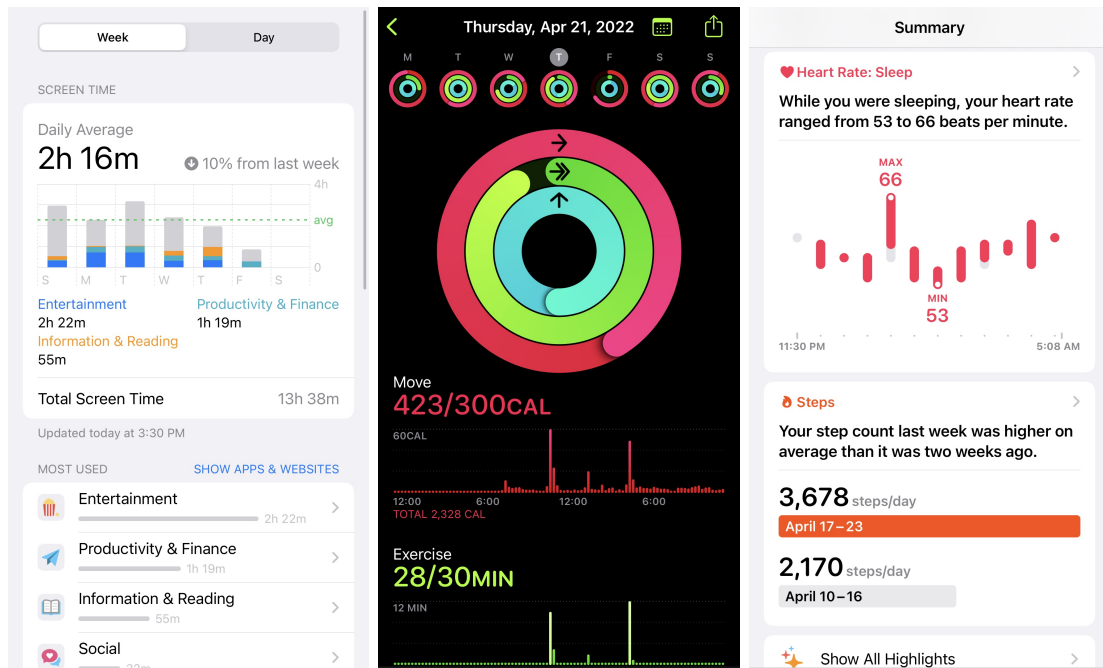 Week
Day
SCREEN TIME
Daily Average
2h 16m
10% from last week
4h
avg
0
S M T W T F S
Entertainment
2h 22m
Productivity & Finance
1h 19m
Information & Reading
55m
Total Screen Time
13h 38m
Updated today at 3:30 PM
MOST USED
SHOW APPS & WEBSITES
Entertainment
2h 22m
Productivity & Finance
1h 19m
Information & Reading
55m
Social
Thursday, Apr 21, 2022
M T W T F S S
Move
423/300CAL
60CAL
12:00 6:00 12:00 6:00
TOTAL 2,328 CAL
Exercise
28/30MIN
12 MIN
Summary
Heart Rate: Sleep
While you were sleeping, your heart rate
ranged from 53 to 66 beats per minute.
MAX
66
MIN
53
11:30 PM
5:08 AM
Steps
Your step count last week was higher on
average than it was two weeks ago.
3,678 steps/day
April 17–23
2,170 steps/day
April 10–16
Show All Highlights